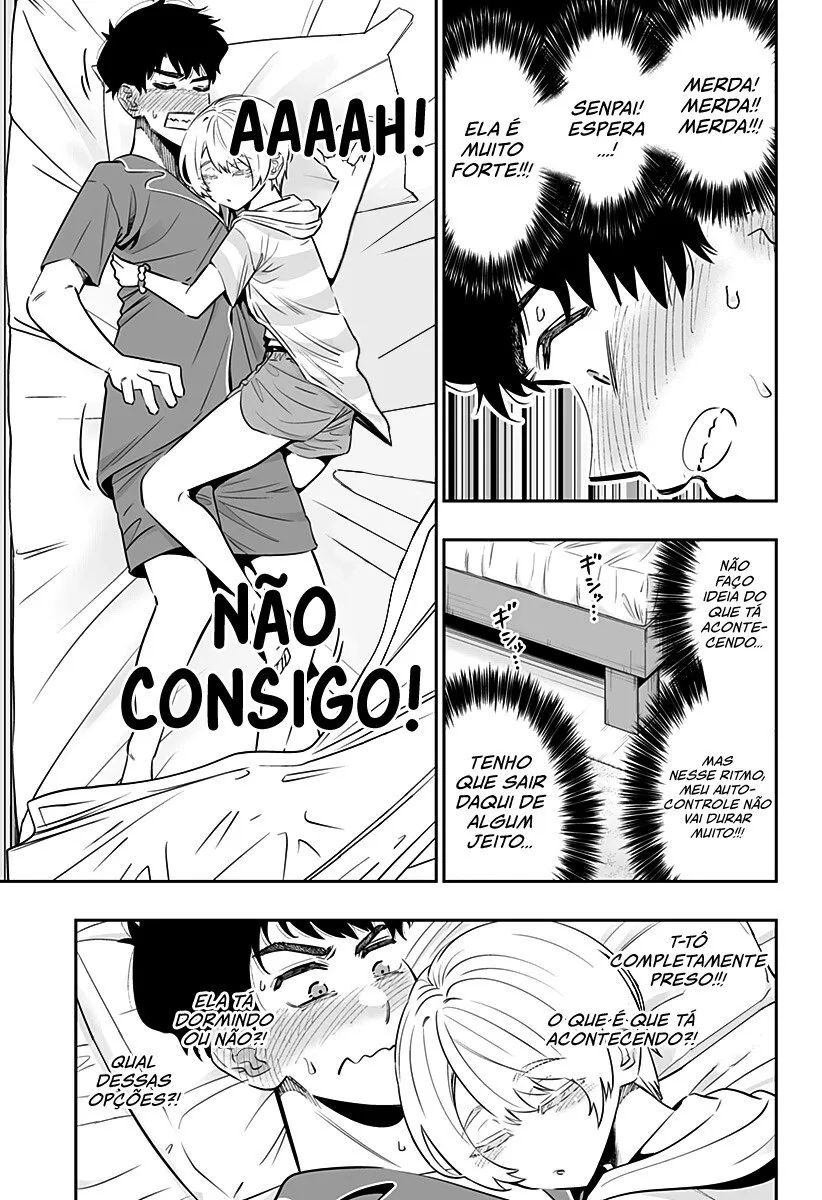 MERDA!
MERDA!!
MERDA!!!
SENPAI!
ESPERA
...!
ELA É
MUITO
FORTE!!!
NÃO
FAÇO
IDEIA DO
QUE TÁ
ACONTE-
CENDO...
MAS
NESSE RITMO,
MEU AUTO-
CONTROLE NÃO
VAI DURAR
MUITO!!!
ギシッ…
ギシッ…
TENHO
QUE SAIR
DAQUI DE
ALGUM
JEITO...
AAAAH!
NÃO
CONSIGO!
T-TÔ
COMPLETAMENTE
PRESO!!!
O QUE É QUE TÁ
ACONTECENDO?!
ELA TÁ
DORMINDO
OU NÃO?!
QUAL
DESSAS
OPÇÕES?!